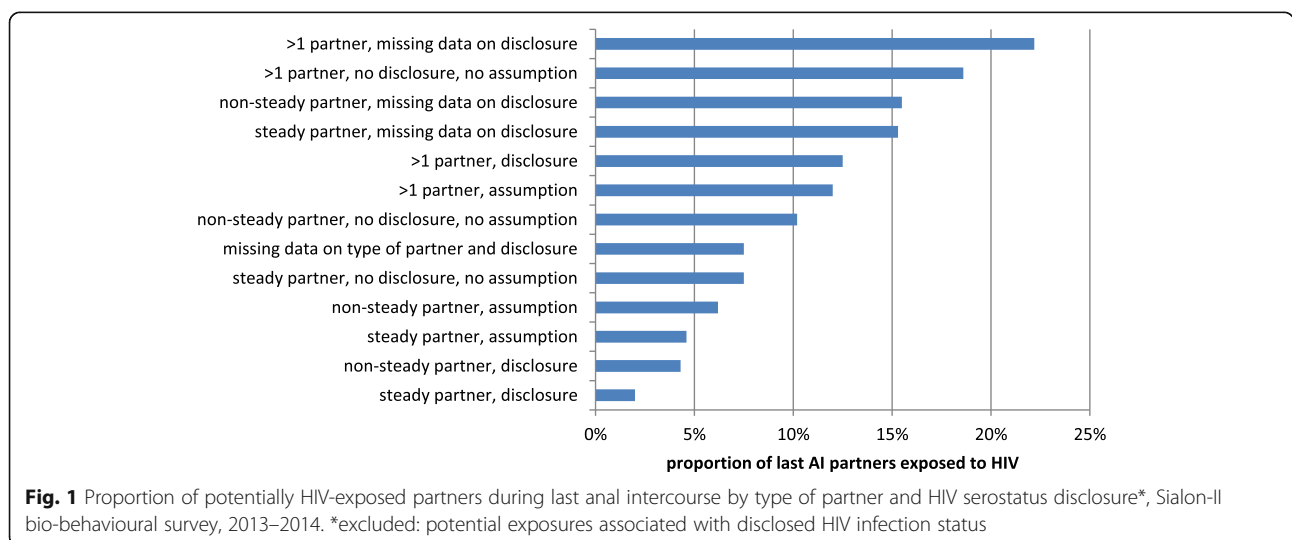 >1 partner, missing data on disclosure
>1 partner, no disclosure, no assumption
non-steady partner, missing data on disclosure
steady partner, missing data on disclosure
>1 partner, disclosure
>1 partner, assumption
non-steady partner, no disclosure, no assumption
missing data on type of partner and disclosure
steady partner, no disclosure, no assumption
non-steady partner, assumption
steady partner, assumption
non-steady partner, disclosure
steady partner, disclosure
0% 5% 10% 15% 20% 25%
proportion of last AI partners exposed to HIV
Fig. 1 Proportion of potentially HIV-exposed partners during last anal intercourse by type of partner and HIV serostatus disclosure*, Sialon-II
bio-behavioural survey, 2013–2014. *excluded: potential exposures associated with disclosed HIV infection status